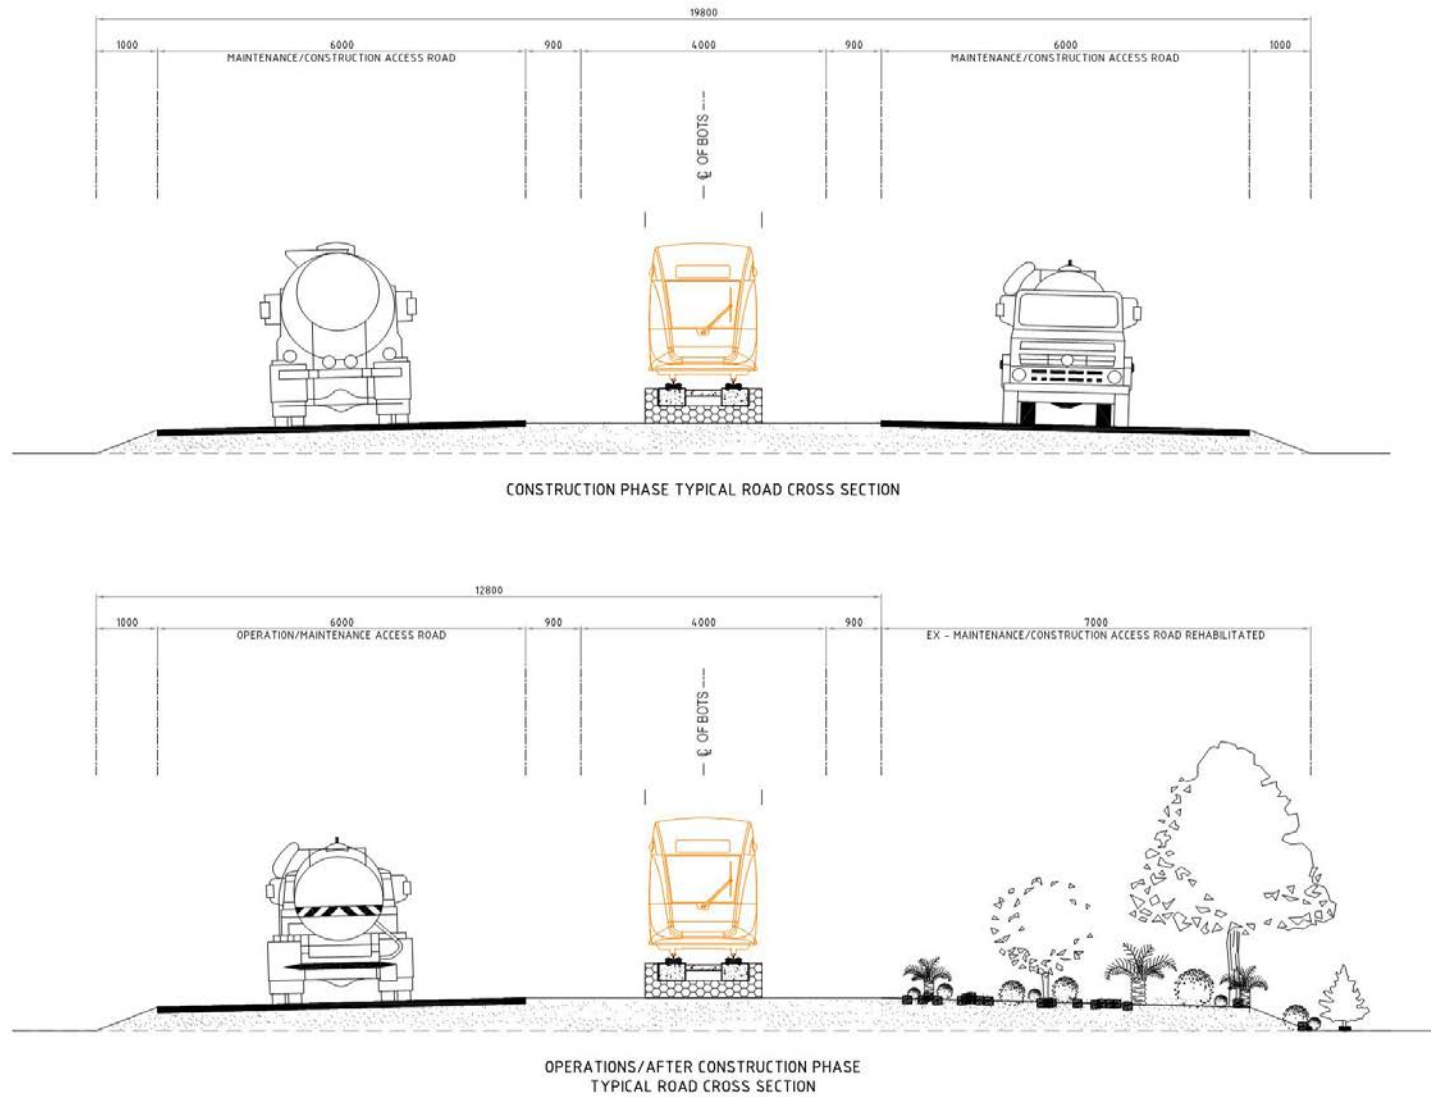 19800
1000 6000 900 4000 900 6000 1000
MAINTENANCE/CONSTRUCTION ACCESS ROAD MAINTENANCE/CONSTRUCTION ACCESS ROAD
℄ OF BOTS
CONSTRUCTION PHASE TYPICAL ROAD CROSS SECTION
12800
1000 6000 900 4000 900 7000
OPERATION/MAINTENANCE ACCESS ROAD EX - MAINTENANCE/CONSTRUCTION ACCESS ROAD REHABILITATED
℄ OF BOTS
OPERATIONS/AFTER CONSTRUCTION PHASE
TYPICAL ROAD CROSS SECTION